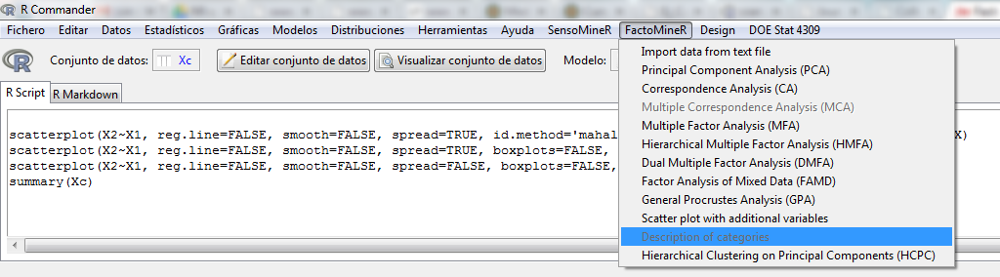 R Commander
Fichero Editar Datos Estadísticos Gráficas Modelos Distribuciones Herramientas Ayuda SensoMineR FactoMineR Design DOE Stat 4309
R Conjunto de datos: Xc Editar conjunto de datos Visualizar conjunto de datos Modelo:
R Script R Markdown
scatterplot(X2~X1, reg.line=FALSE, smooth=FALSE, spread=TRUE, id.method='mahal X)
scatterplot(X2~X1, reg.line=FALSE, smooth=FALSE, spread=TRUE, boxplots=FALSE,
scatterplot(X2~X1, reg.line=FALSE, smooth=FALSE, spread=FALSE, boxplots=FALSE,
summary(Xc)
Import data from text file
Principal Component Analysis (PCA)
Correspondence Analysis (CA)
Multiple Correspondence Analysis (MCA)
Multiple Factor Analysis (MFA)
Hierarchical Multiple Factor Analysis (HMFA)
Dual Multiple Factor Analysis (DMFA)
Factor Analysis of Mixed Data (FAMD)
General Procrustes Analysis (GPA)
Scatter plot with additional variables
Description of categories
Hierarchical Clustering on Principal Components (HCPC)